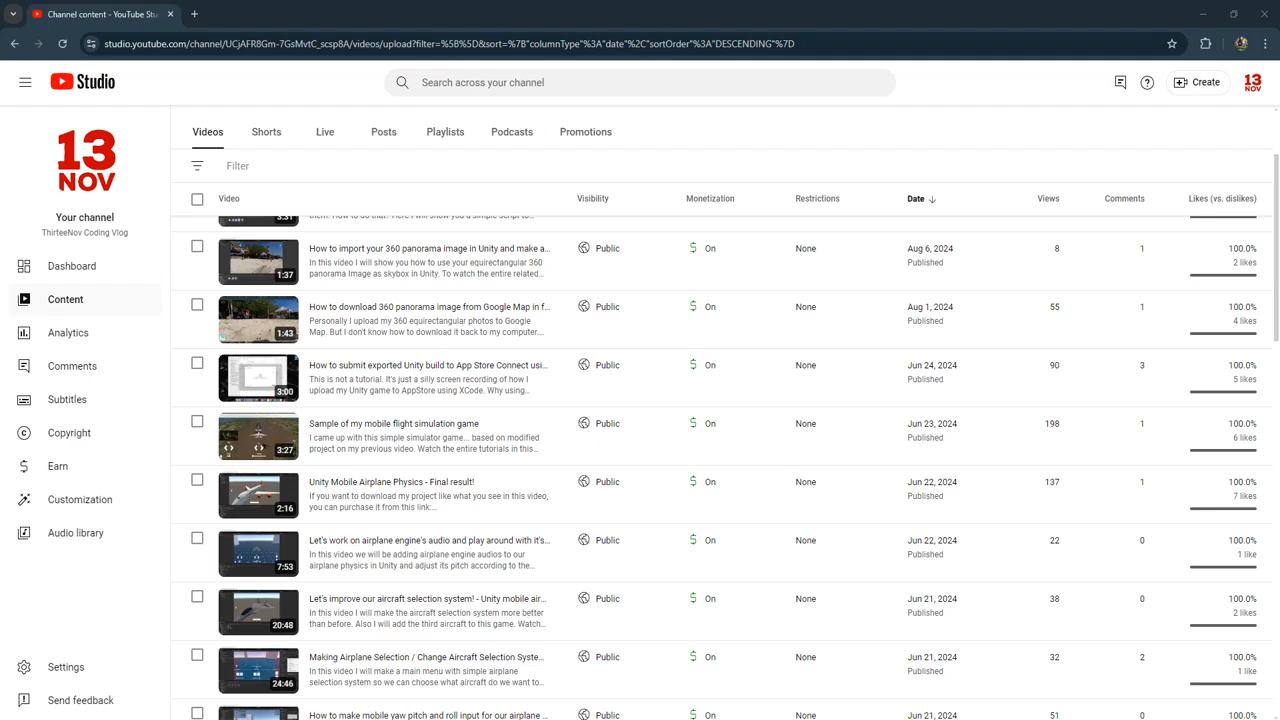 Channel content - YouTube Stu
studio.youtube.com/channel/UCjAFR8Gm-7GsMvtC_scsp8A/videos/upload?filter=%5B%5D&sort=%7B"columnType"%3A"date"%2C"sortOrder"%3A"DESCENDING"%7D
Studio
Search across your channel
Create
13
NOV
13
NOV
Your channel
ThirteeNov Coding Vlog
Dashboard
Content
Analytics
Comments
Subtitles
Copyright
Earn
Customization
Audio library
Settings
Send feedback
Videos Shorts Live Posts Playlists Podcasts Promotions
Filter
Video Visibility Monetization Restrictions Date Views Comments Likes (vs. dislikes)
3:31
them. How to do that? Here I will show you a simple script to...
How to import your 360 panorama image in Unity and make a... Public $ On None Aug 6, 2024 8 1 100.0%
In this video I will show you how to use your equirectangular 360 Published 2 likes
panorama Image as skybox in Unity. To watch the entire related...
1:37
How to download 360 panorama image from Google Map in f... Public $ On None Aug 1, 2024 55 1 100.0%
Personally I upload my 360 equirectangular photos to Google Published 4 likes
Map. But I don't know how to download it back to my computer....
1:43
How to submit exported Unity build to App Store Connect usi... Public $ On None Jun 24, 2024 90 3 100.0%
This is not a tutorial. It's just a silly screen recording of how I Published 5 likes
upload my Unity game to AppStore using XCode. Why using...
3:00
Sample of my mobile flight simulation game Public $ On None Jun 23, 2024 198 1 100.0%
I came up with this simple simulator game... based on modified Published 6 likes
project on my previous video. Watch the entire tutorials in this...
3:27
Unity Mobile Airplane Physics - Final result! Public $ On None Jun 22, 2024 137 1 100.0%
If you want to download my project like what you see in this video, Published 7 likes
you can purchase it from this link:...
2:16
Let's work on airplane engine's audio and play around with it's... Public $ On None Jun 22, 2024 22 0 100.0%
In this video we will be adding airplane engine audios to our Published 1 like
airplane physics in Unity and adjust its pitch according to the...
7:53
Let's improve our aircraft selection system! - Unity mobile air... Public $ On None Jun 21, 2024 38 0 100.0%
In this video I will make the aircraft selection system more better Published 2 likes
than before. Also I will add the third aircraft to this game. Watch...
20:48
Making Airplane Selection / Change Aircraft Selection Syste... Public $ On None Jun 21, 2024 32 2 100.0%
In this video I will make a main menu with simple airplane Published 1 like
selection system so we can choose what aircraft do we want to...
24:46
How to make mobile yaw pitch and roll input for our airplane ... Public $ On None Jun 21, 2024 51 0 100.0%